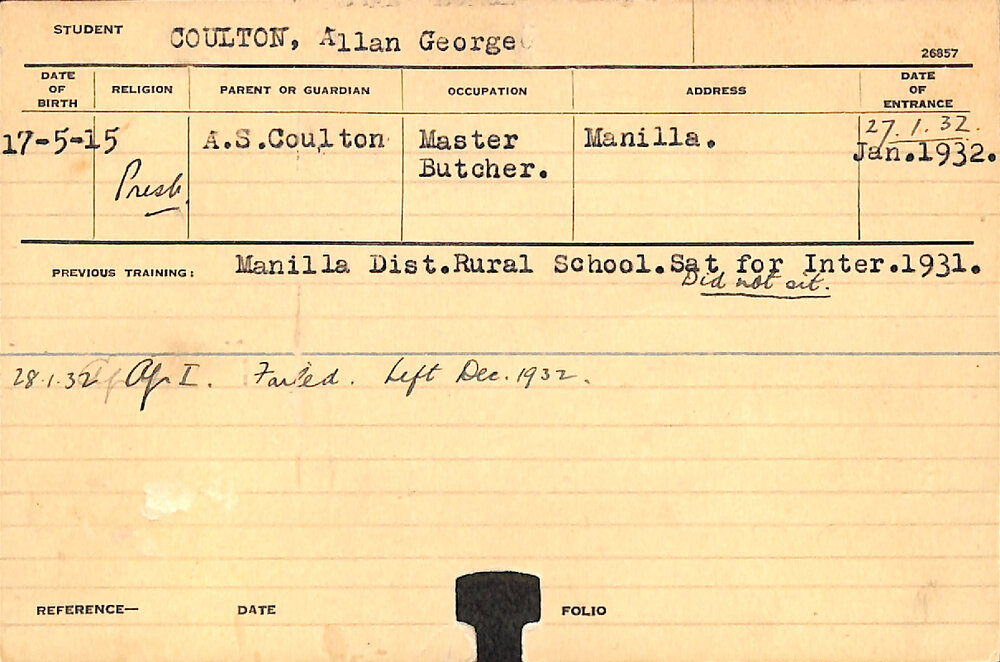 STUDENT COULTON, Allan George
26857
DATE OF BIRTH RELIGION PARENT OR GUARDIAN OCCUPATION ADDRESS DATE OF ENTRANCE
27.1.32.
17-5-15 A.S.Coulton Master Butcher. Manilla. Jan.1932.
Presb.
PREVIOUS TRAINING: Manilla Dist.Rural School.Sat for Inter.1931.
Did not sit.
28.1.32 Ag. I. Failed. Left Dec. 1932.
REFERENCE— DATE FOLIO